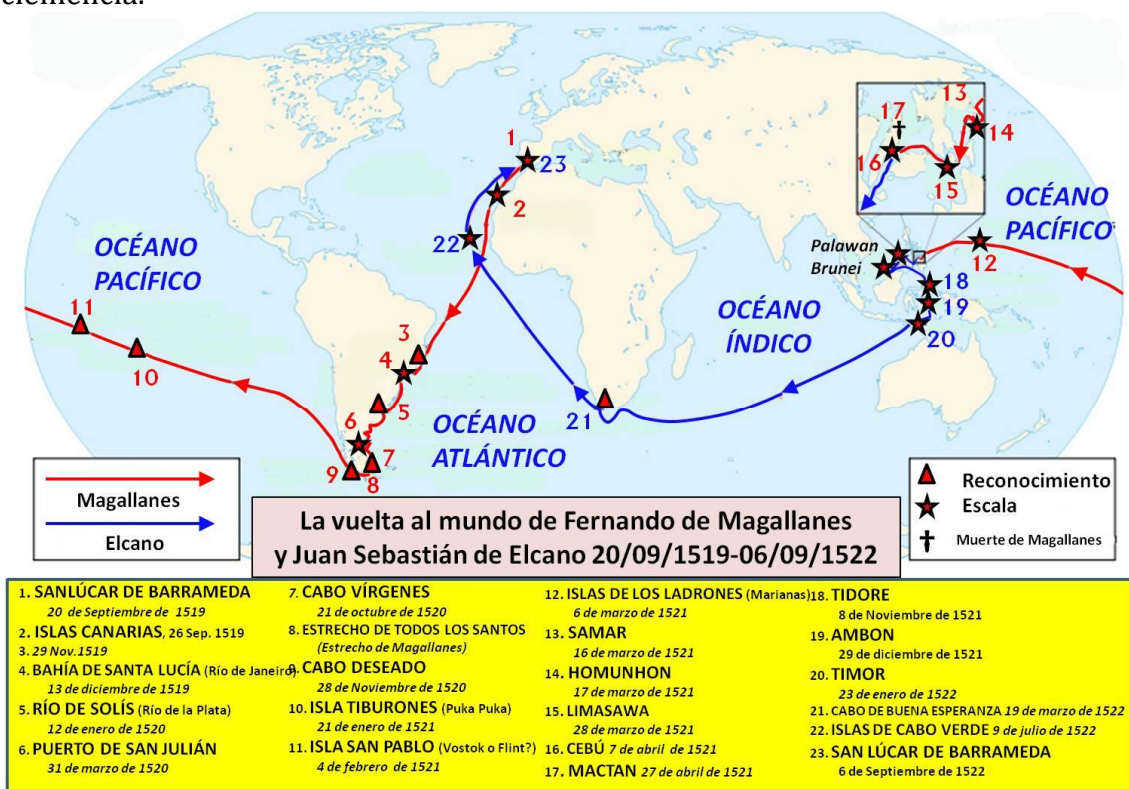 clemencia.
1
23
2
22
OCÉANO
PACÍFICO
11
10
3
4
5
6
7
8
9
OCÉANO
ATLÁNTICO
21
OCÉANO
ÍNDICO
13
17
14
16
15
OCÉANO
PACÍFICO
Palawan
Brunei
12
18
19
20
Magallanes
Elcano
Reconocimiento
Escala
Muerte de Magallanes
La vuelta al mundo de Fernando de Magallanes
y Juan Sebastián de Elcano 20/09/1519-06/09/1522
1. SANLÚCAR DE BARRAMEDA
20 de Septiembre de 1519
2. ISLAS CANARIAS, 26 Sep. 1519
3. 29 Nov.1519
4. BAHÍA DE SANTA LUCÍA (Río de Janeiro)
13 de diciembre de 1519
5. RÍO DE SOLÍS (Río de la Plata)
12 de enero de 1520
6. PUERTO DE SAN JULIÁN
31 de marzo de 1520
7. CABO VÍRGENES
21 de octubre de 1520
8. ESTRECHO DE TODOS LOS SANTOS
(Estrecho de Magallanes)
9. CABO DESEADO
28 de Noviembre de 1520
10. ISLA TIBURONES (Puka Puka)
21 de enero de 1521
11. ISLA SAN PABLO (Vostok o Flint?)
4 de febrero de 1521
12. ISLAS DE LOS LADRONES (Marianas)
6 de marzo de 1521
13. SAMAR
16 de marzo de 1521
14. HOMUNHON
17 de marzo de 1521
15. LIMASAWA
28 de marzo de 1521
16. CEBÚ 7 de abril de 1521
17. MACTAN 27 de abril de 1521
18. TIDORE
8 de Noviembre de 1521
19. AMBON
29 de diciembre de 1521
20. TIMOR
23 de enero de 1522
21. CABO DE BUENA ESPERANZA 19 de marzo de 1522
22. ISLAS DE CABO VERDE 9 de julio de 1522
23. SAN LÚCAR DE BARRAMEDA
6 de Septiembre de 1522